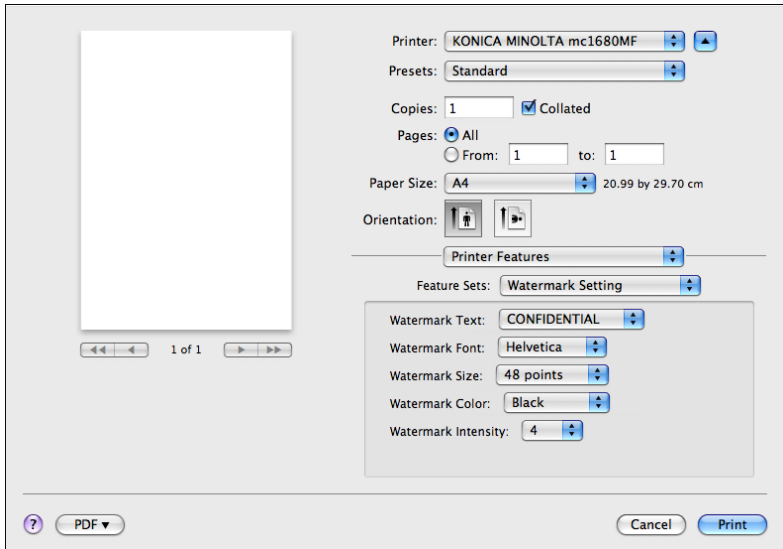 Printer: KONICA MINOLTA mc1680MF
Presets: Standard
Copies: 1 Collated
Pages: All
From: 1 to: 1
Paper Size: A4 20.99 by 29.70 cm
Orientation:
Printer Features
Feature Sets: Watermark Setting
Watermark Text: CONFIDENTIAL
Watermark Font: Helvetica
Watermark Size: 48 points
Watermark Color: Black
Watermark Intensity: 4
1 of 1
? PDF ▾ Cancel Print